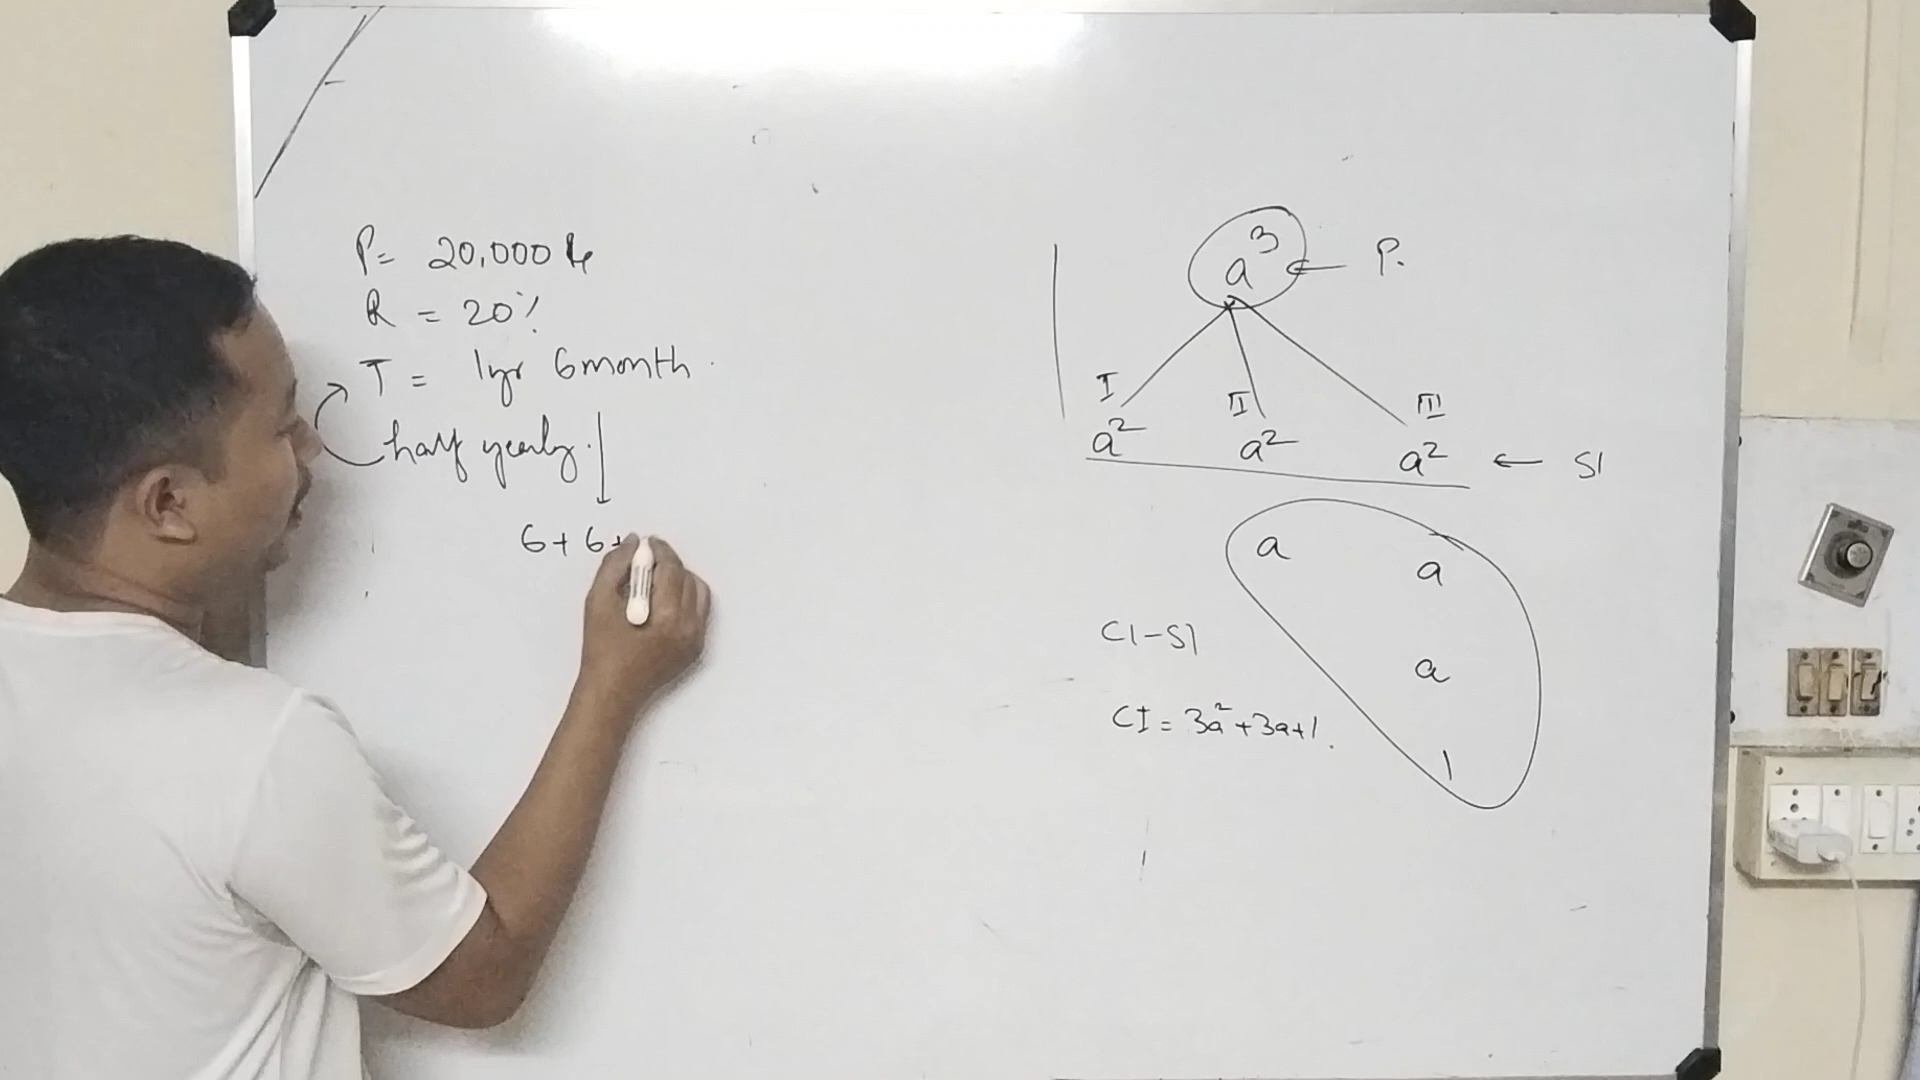 P= 20,000 Rs
R = 20%
T = 1yr 6month.
half yearly.
6+ 6+
a³ ← P.
I II III
a² a² a² ← SI
a a
a
1
CI-SI
CI = 3a²+3a+1.